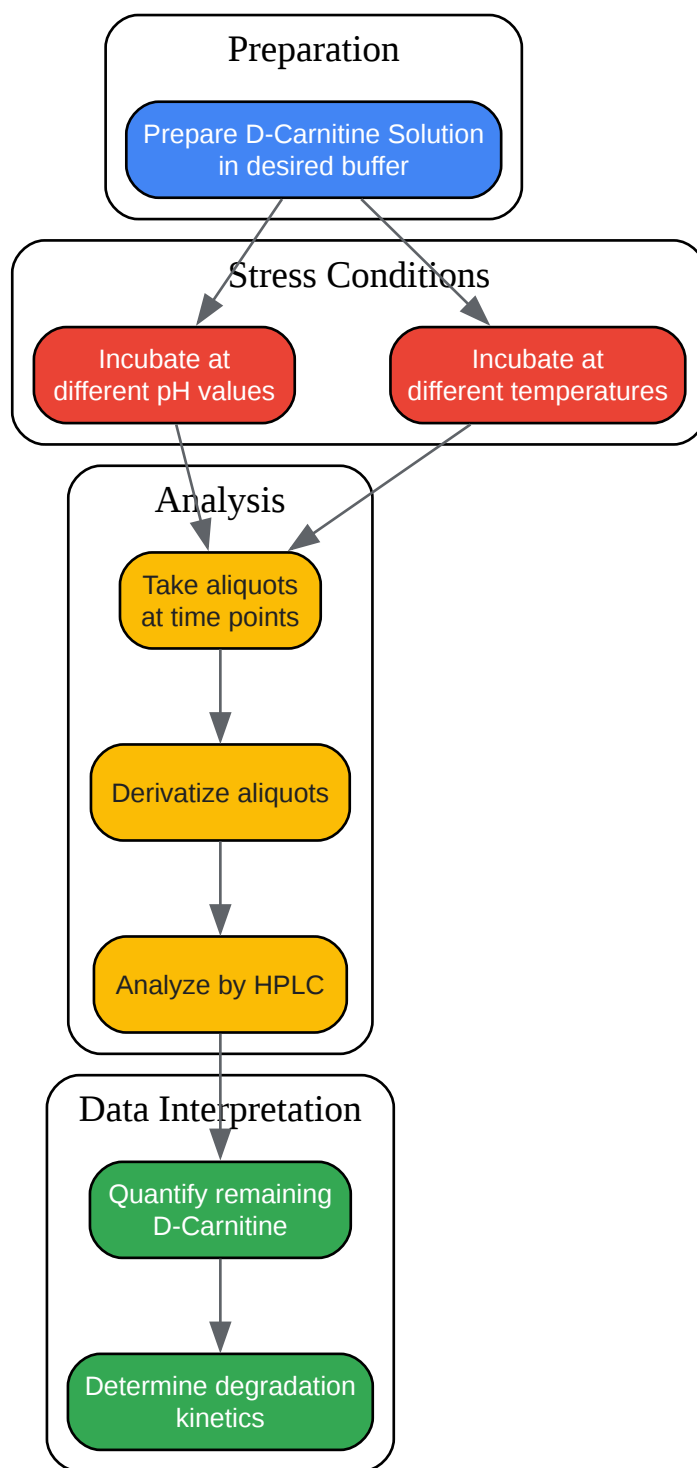 Preparation
Prepare D-Carnitine Solution
in desired buffer
Stress Conditions
Incubate at
different pH values
Incubate at
different temperatures
Analysis
Take aliquots
at time points
Derivatize aliquots
Analyze by HPLC
Data Interpretation
Quantify remaining
D-Carnitine
Determine degradation
kinetics